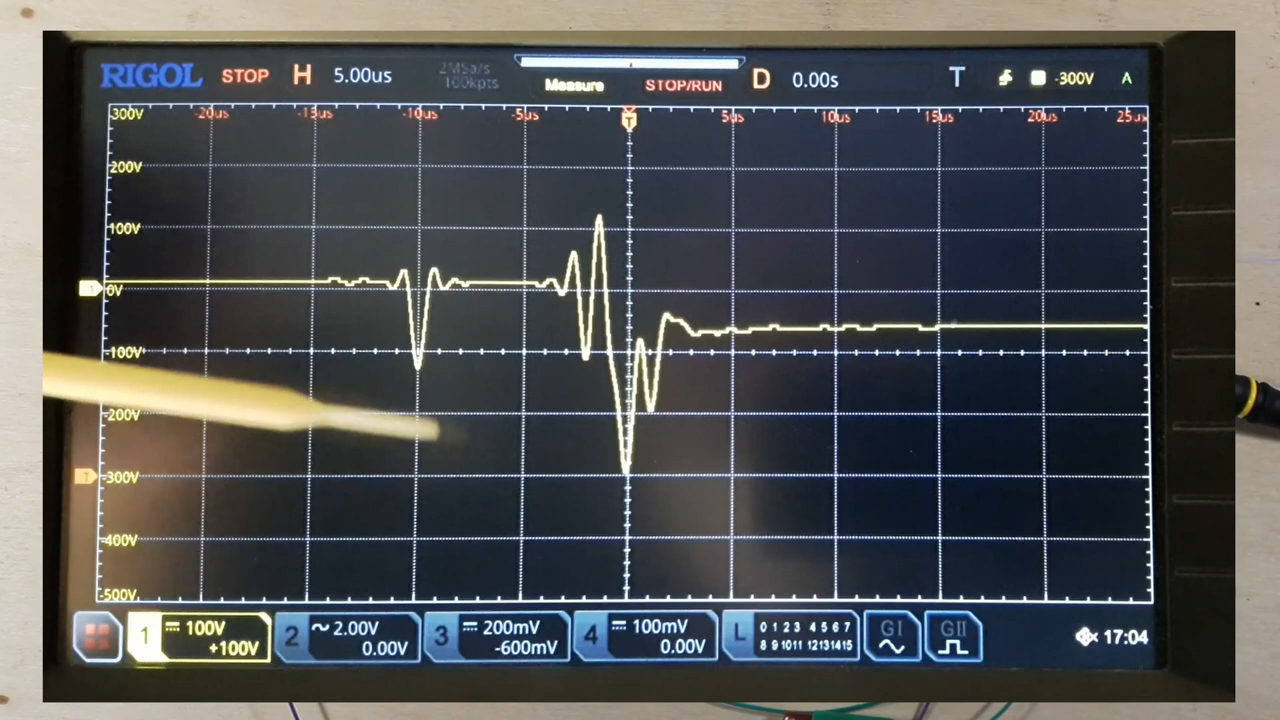 RIGOL STOP H 5.00us 2MSa/s 100kpts Measure STOP/RUN D 0.00s T -300V A
300V -20us -15us -10us -5us T 5us 10us 15us 20us 25us
200V
100V
1 0V
-100V
-200V
T -300V
-400V
-500V
1 100V +100V 2 2.00V 0.00V 3 200mV -600mV 4 100mV 0.00V L 0 1 2 3 4 5 6 7 8 9 10 11 12 13 14 15 GI GII 17:04